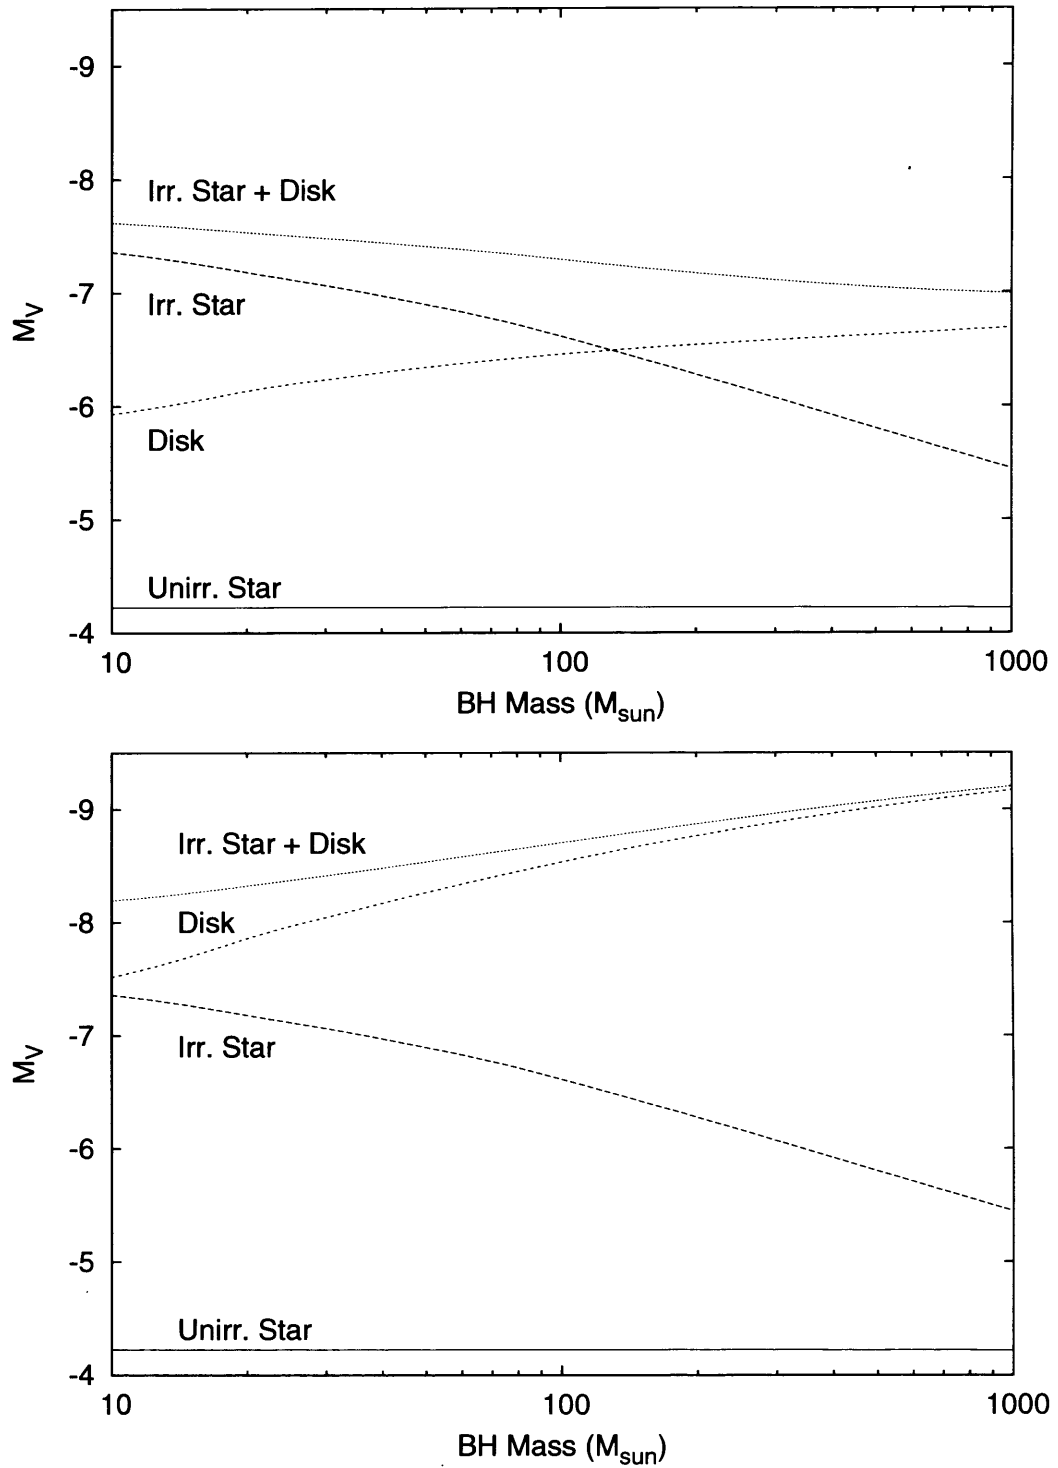 -9
-8
Irr. Star + Disk
-7
Irr. Star
M_V
-6
Disk
-5
Unirr. Star
-4
10 100 1000
BH Mass (M_sun)
-9
Irr. Star + Disk
-8
Disk
-7
Irr. Star
M_V
-6
-5
Unirr. Star
-4
10 100 1000
BH Mass (M_sun)